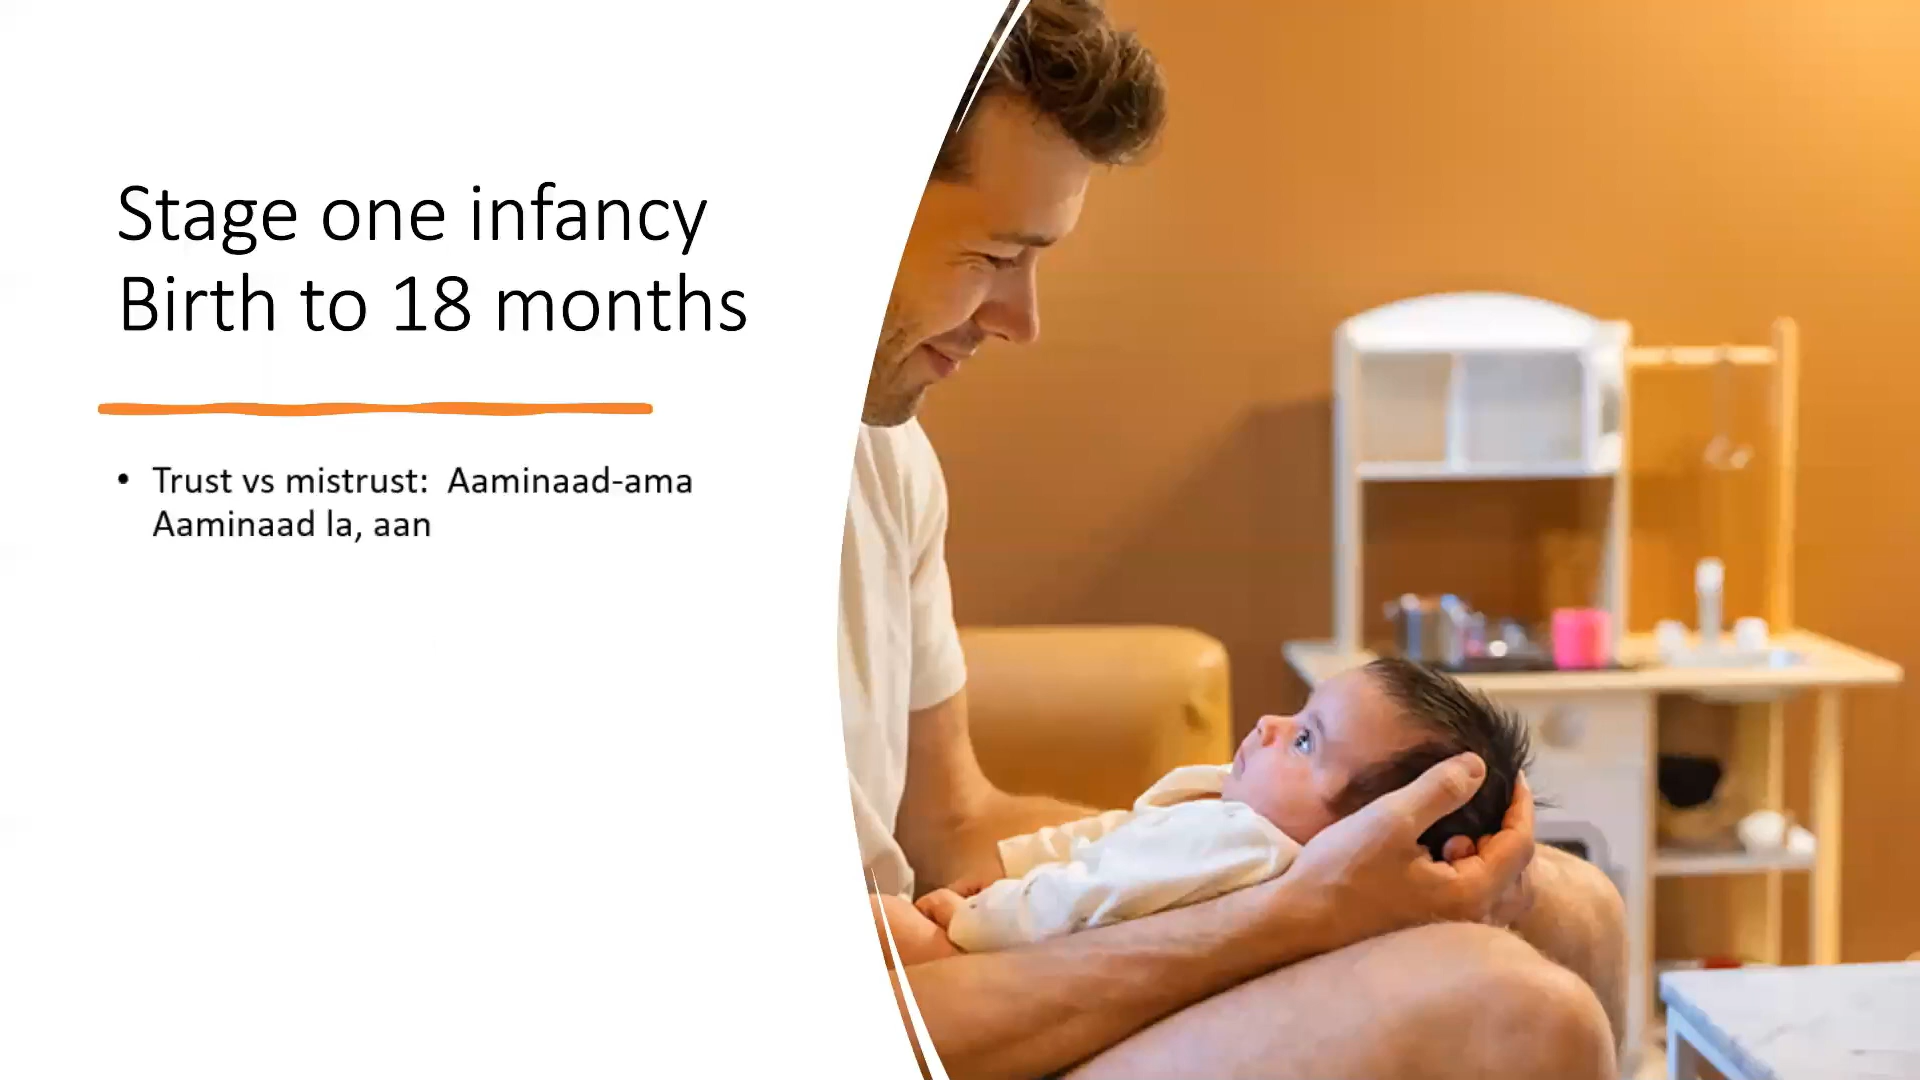 Stage one infancy
Birth to 18 months
• Trust vs mistrust:  Aaminaad-ama
Aaminaad la, aan